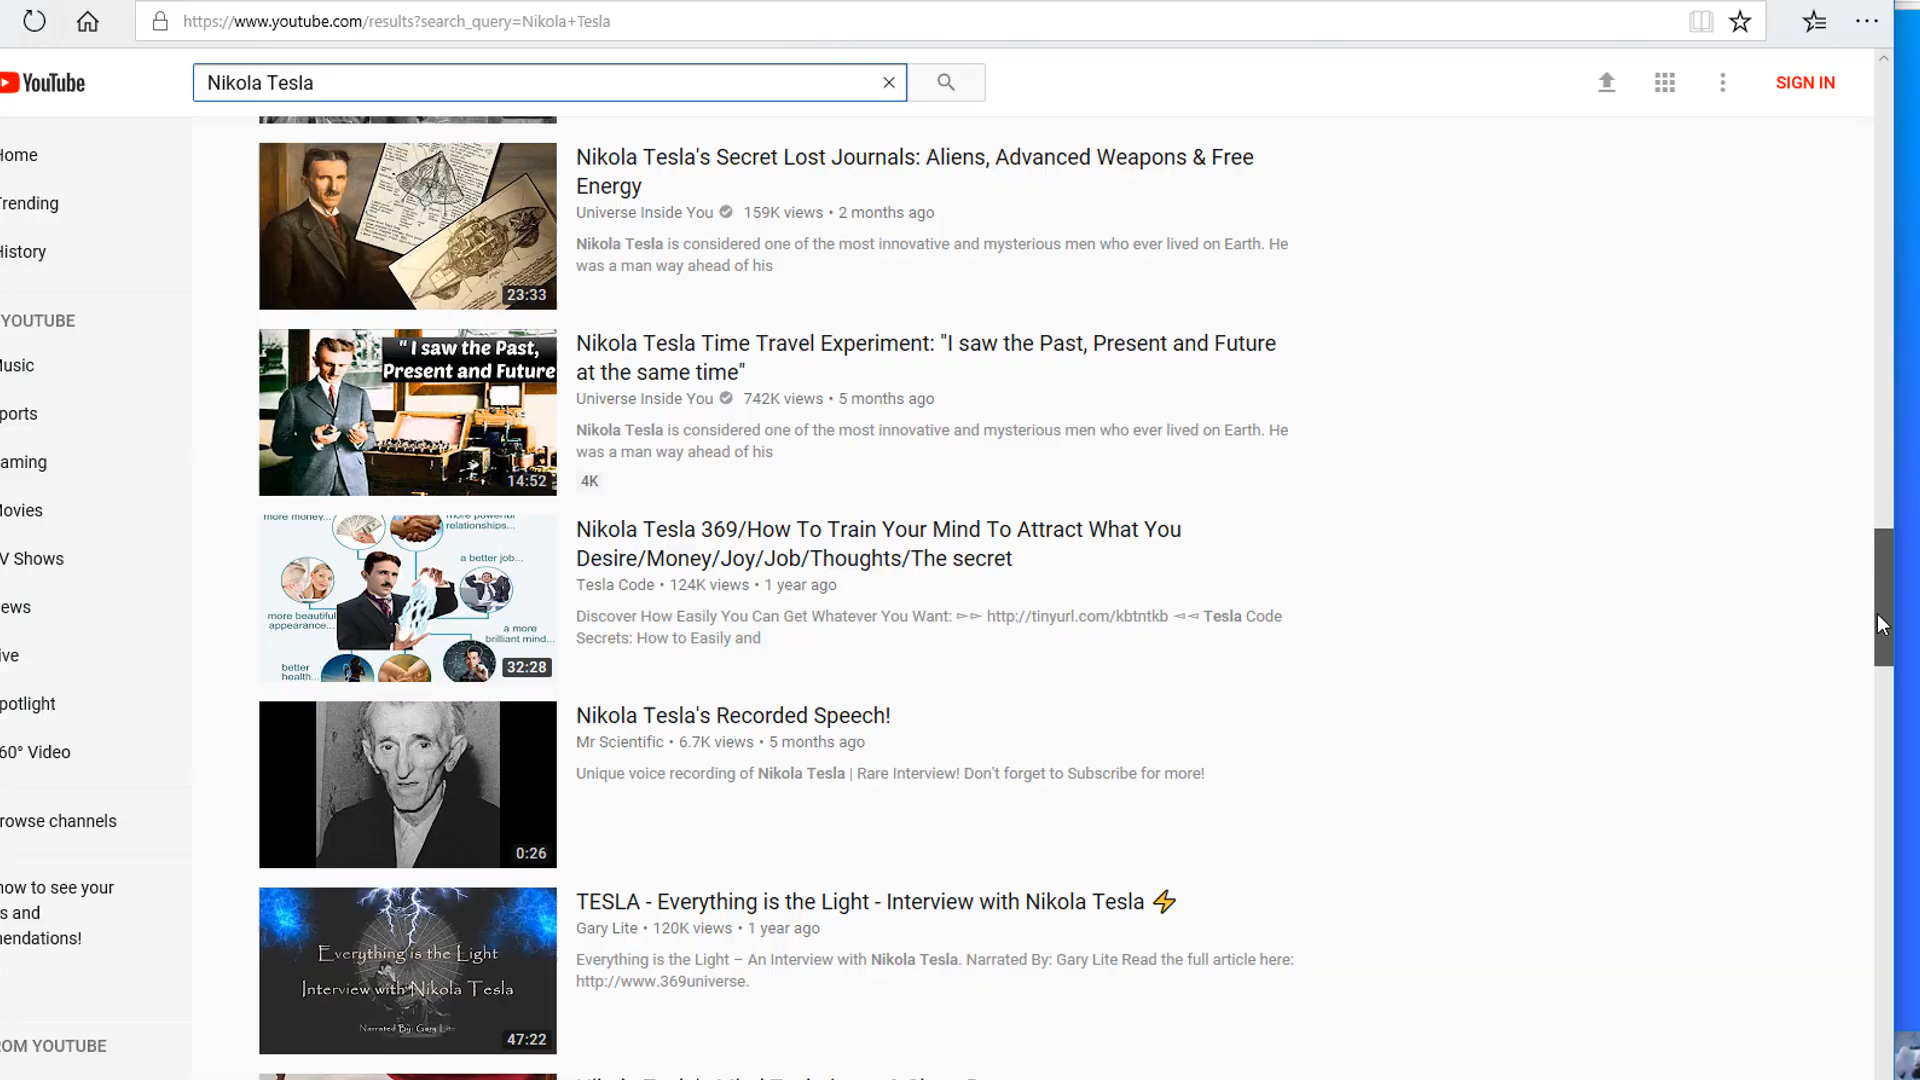 https://www.youtube.com/results?search_query=Nikola+Tesla
YouTube
Nikola Tesla
SIGN IN
Home
Trending
History
YOUTUBE
Music
ports
aming
Movies
V Shows
ews
ive
potlight
60° Video
rowse channels
now to see your
s and
mendations!
OM YOUTUBE
23:33
Nikola Tesla's Secret Lost Journals: Aliens, Advanced Weapons & Free
Energy
Universe Inside You 159K views • 2 months ago
Nikola Tesla is considered one of the most innovative and mysterious men who ever lived on Earth. He
was a man way ahead of his
" I saw the Past,
Present and Future
14:52
Nikola Tesla Time Travel Experiment: "I saw the Past, Present and Future
at the same time"
Universe Inside You 742K views • 5 months ago
Nikola Tesla is considered one of the most innovative and mysterious men who ever lived on Earth. He
was a man way ahead of his
4K
more money...
more powerful
relationships...
a better job...
more beautiful
appearance...
a more
brilliant mind...
better
health...
32:28
Nikola Tesla 369/How To Train Your Mind To Attract What You
Desire/Money/Joy/Job/Thoughts/The secret
Tesla Code • 124K views • 1 year ago
Discover How Easily You Can Get Whatever You Want: ►► http://tinyurl.com/kbtntkb ◄◄ Tesla Code
Secrets: How to Easily and
0:26
Nikola Tesla's Recorded Speech!
Mr Scientific • 6.7K views • 5 months ago
Unique voice recording of Nikola Tesla | Rare Interview! Don't forget to Subscribe for more!
Everything is the Light
Interview with Nikola Tesla
Narrated By: Gary Lite
47:22
TESLA - Everything is the Light - Interview with Nikola Tesla ⚡
Gary Lite • 120K views • 1 year ago
Everything is the Light – An Interview with Nikola Tesla. Narrated By: Gary Lite Read the full article here:
http://www.369universe.